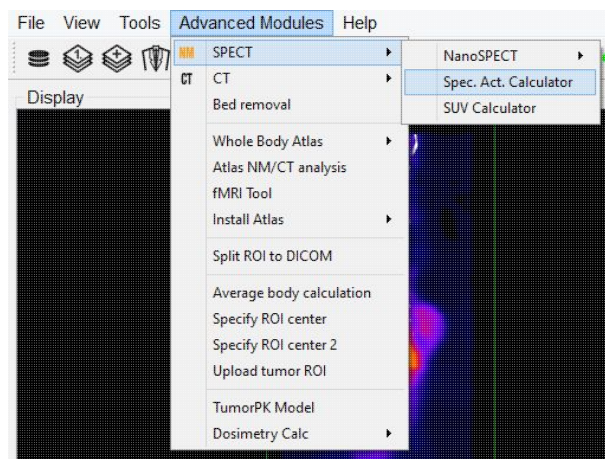 File View Tools Advanced Modules Help
NM SPECT
NanoSPECT
CT CT
Spec. Act. Calculator
Display
Bed removal
SUV Calculator
Whole Body Atlas
Atlas NM/CT analysis
fMRI Tool
Install Atlas
Split ROI to DICOM
Average body calculation
Specify ROI center
Specify ROI center 2
Upload tumor ROI
TumorPK Model
Dosimetry Calc